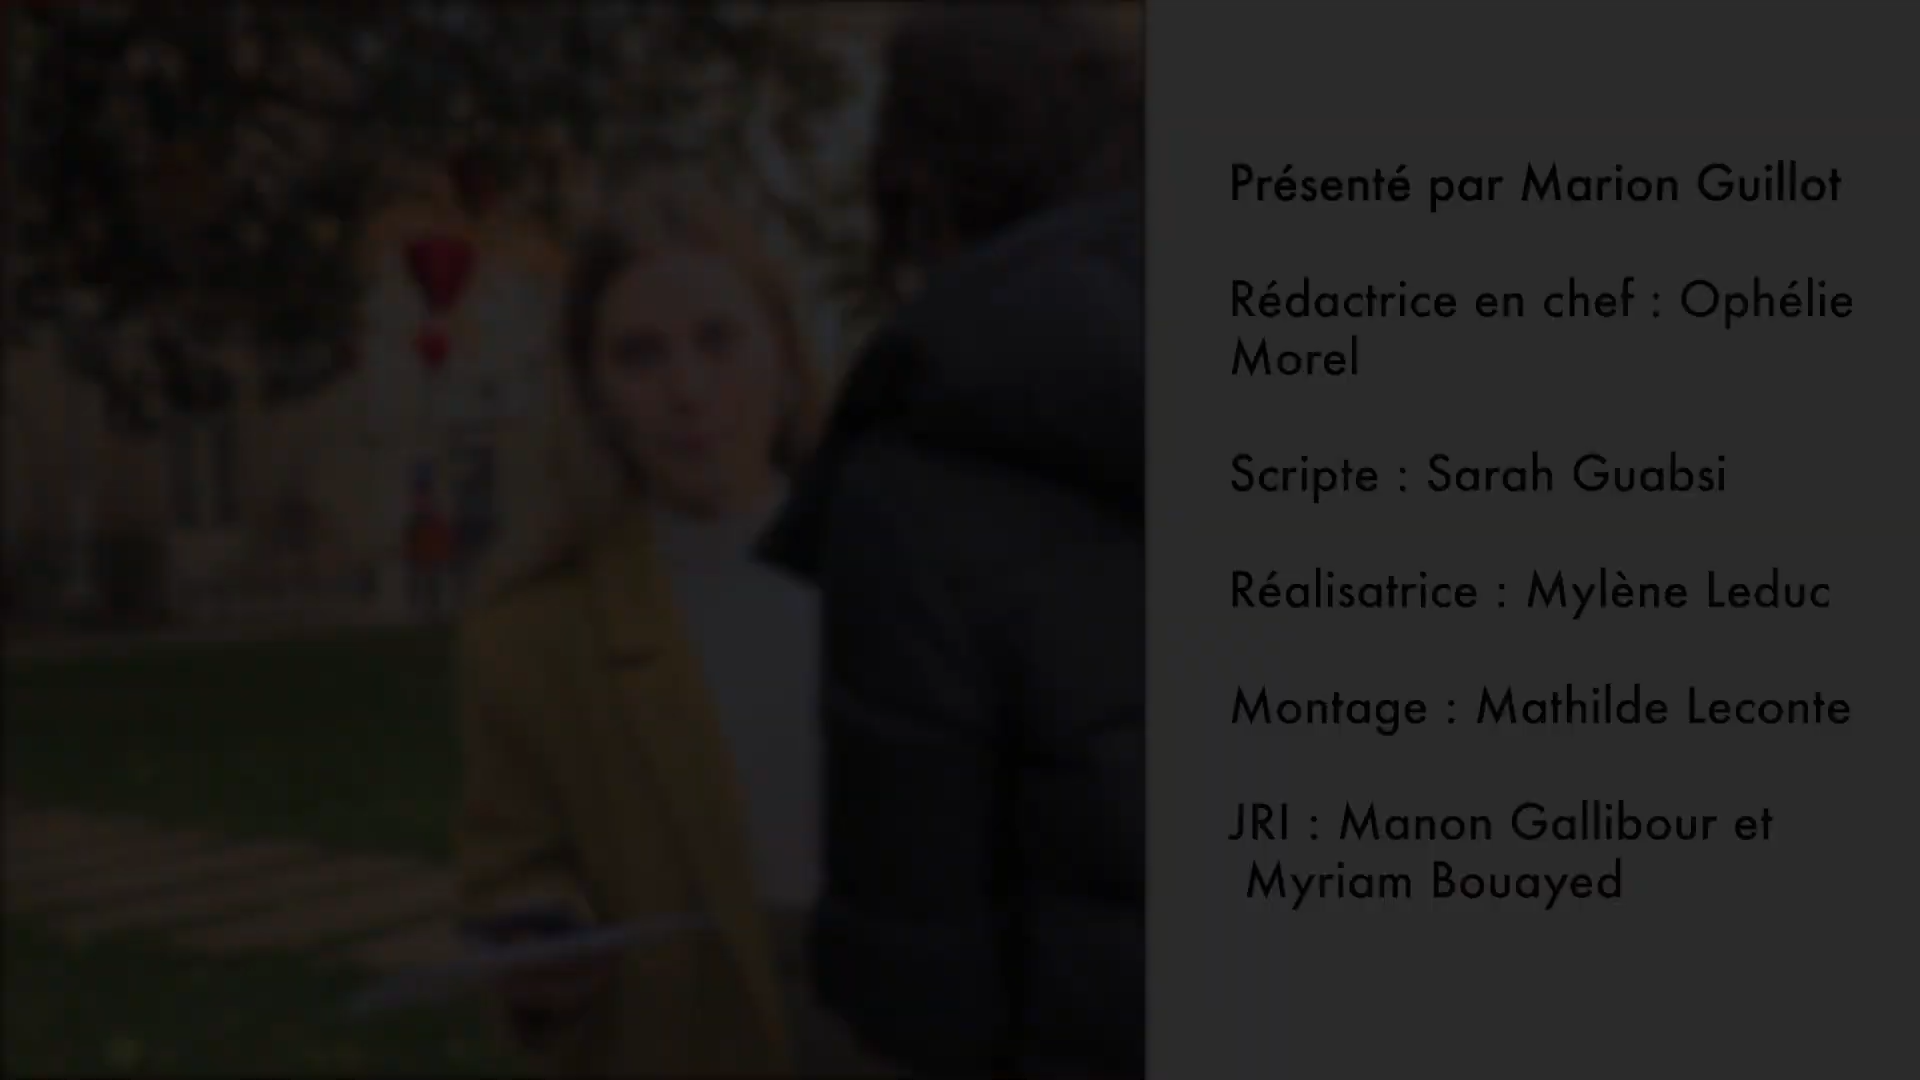 Présenté par Marion Guillot
Rédactrice en chef : Ophélie
Morel
Scripte : Sarah Guabsi
Réalisatrice : Mylène Leduc
Montage : Mathilde Leconte
JRI : Manon Gallibour et
Myriam Bouayed